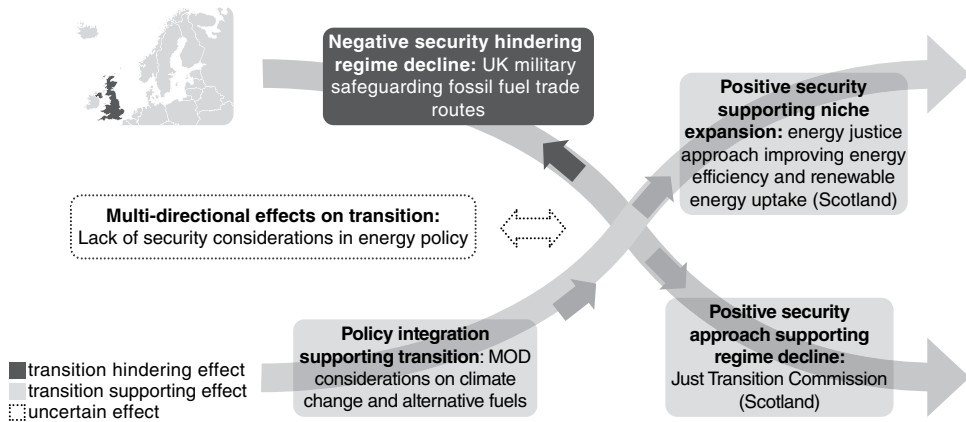 Negative security hindering
regime decline: UK military
safeguarding fossil fuel trade
routes
Positive security
supporting niche
expansion: energy justice
approach improving energy
efficiency and renewable
energy uptake (Scotland)
Multi-directional effects on transition:
Lack of security considerations in energy policy
Policy integration
supporting transition: MOD
considerations on climate
change and alternative fuels
Positive security
approach supporting
regime decline:
Just Transition Commission
(Scotland)
transition hindering effect
transition supporting effect
uncertain effect